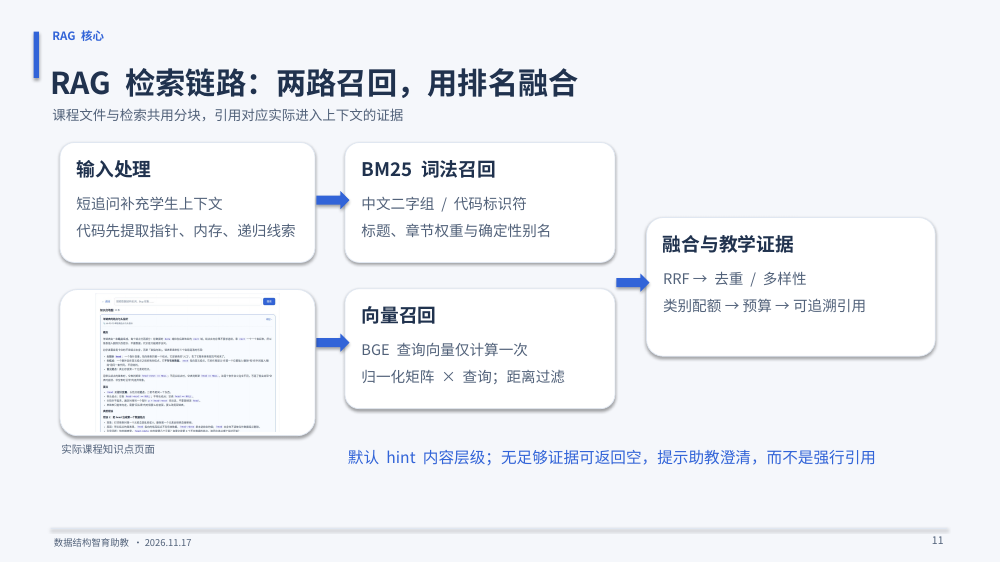 RAG 核心
RAG 检索链路：两路召回，用排名融合
课程文件与检索共用分块，引用对应实际进入上下文的证据
输入处理
短追问补充学生上下文
代码先提取指针、内存、递归线索
BM25 词法召回
中文二字组 / 代码标识符
标题、章节权重与确定性别名
融合与教学证据
RRF → 去重 / 多样性
类别配额 → 预算 → 可追溯引用
向量召回
BGE 查询向量仅计算一次
归一化矩阵 × 查询；距离过滤
实际课程知识点页面
默认 hint 内容层级；无足够证据可返回空，提示助教澄清，而不是强行引用
数据结构智育助教 · 2026.11.17
11